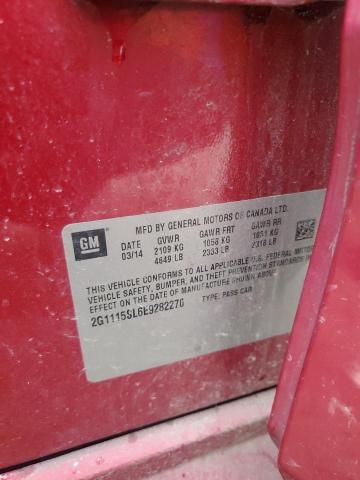 MFD BY GENERAL MOTORS OF CANADA LTD.
GM
DATE GVWR GAWR FRT GAWR RR
03/14 2109 KG 1058 KG 1051 KG
4649 LB 2333 LB 2318 LB
THIS VEHICLE CONFORMS TO ALL APPLICABLE U.S. FEDERAL MOTOR
VEHICLE SAFETY, BUMPER, AND THEFT PREVENTION STANDARDS IN
EFFECT ON THE DATE OF MANUFACTURE SHOWN ABOVE.
2G1115SL6E9282270 TYPE: PASS CAR